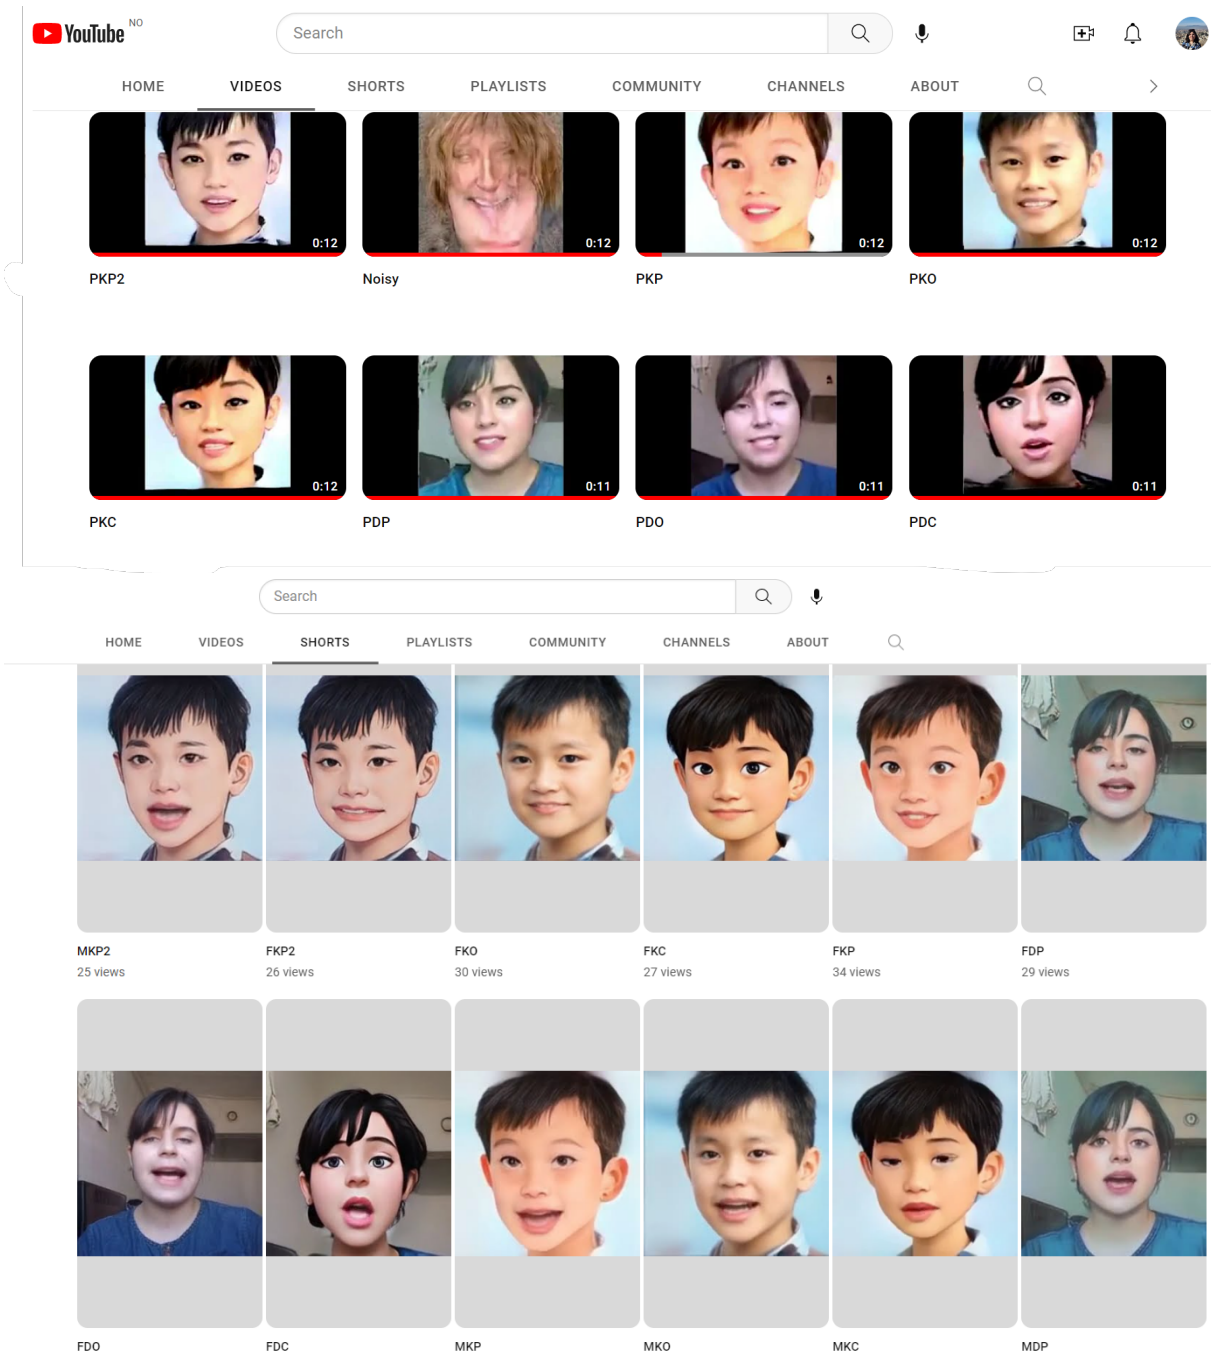 YouTube NO
Search
HOME VIDEOS SHORTS PLAYLISTS COMMUNITY CHANNELS ABOUT
0:12 0:12 0:12 0:12
PKP2 Noisy PKP PKO
0:12 0:11 0:11 0:11
PKC PDP PDO PDC
Search
HOME VIDEOS SHORTS PLAYLISTS COMMUNITY CHANNELS ABOUT
MKP2 FKP2 FKO FKC FKP FDP
25 views 26 views 30 views 27 views 34 views 29 views
FDO FDC MKP MKO MKC MDP